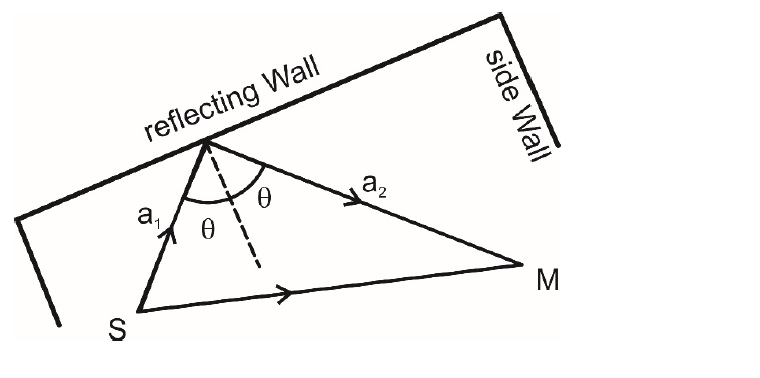 reflecting Wall
side Wall
a₁
θ
θ
a₂
S
M